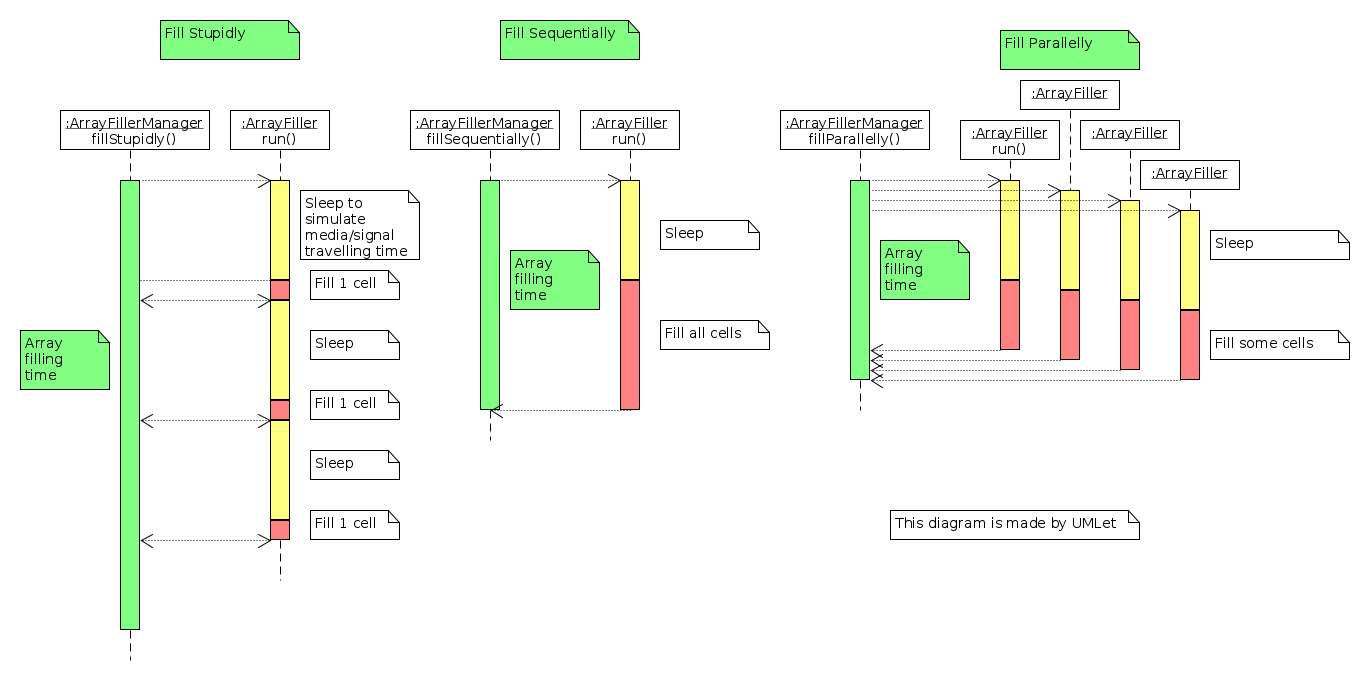 Fill Stupidly
:ArrayFillerManager
fillStupidly()
:ArrayFiller
run()
Sleep to
simulate
media/signal
travelling time
Fill 1 cell
Array
filling
time
Sleep
Fill 1 cell
Sleep
Fill 1 cell
Fill Sequentially
:ArrayFillerManager
fillSequentially()
:ArrayFiller
run()
Sleep
Array
filling
time
Fill all cells
Fill Parallelly
:ArrayFillerManager
fillParallelly()
:ArrayFiller
run()
:ArrayFiller
:ArrayFiller
:ArrayFiller
Array
filling
time
Sleep
Fill some cells
This diagram is made by UMLet